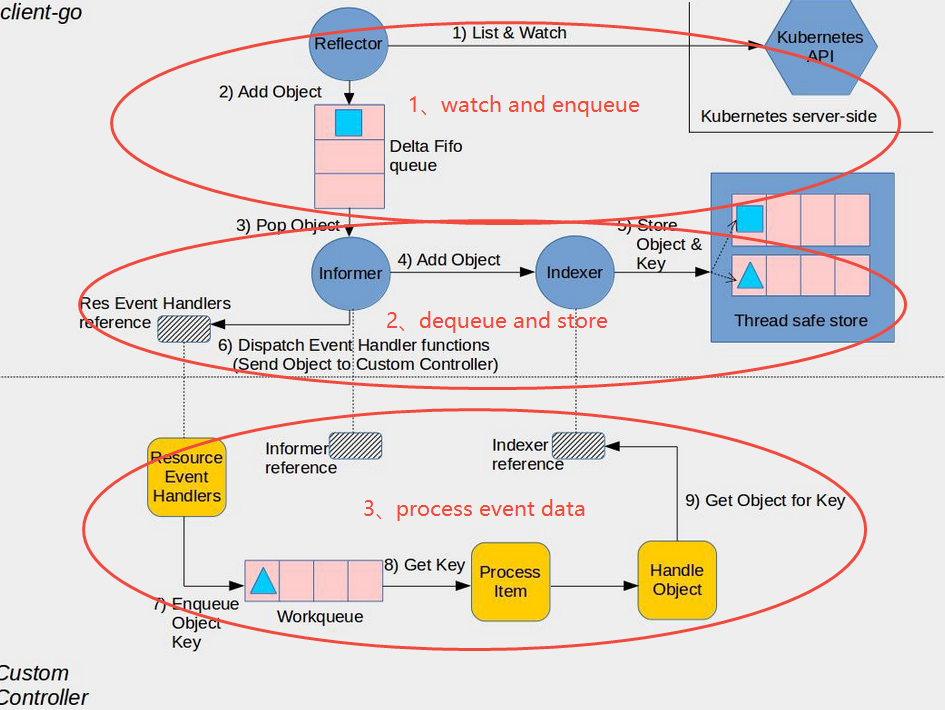 client-go
Reflector
1) List & Watch
Kubernetes
API
2) Add Object
1、watch and enqueue
Kubernetes server-side
Delta Fifo
queue
3) Pop Object
5) Store
Object &
Key
Informer
4) Add Object
Indexer
Res Event Handlers
reference
2、dequeue and store
Thread safe store
6) Dispatch Event Handler functions
(Send Object to Custom Controller)
Resource
Event
Handlers
Informer
reference
Indexer
reference
3、process event data
9) Get Object for Key
8) Get Key
Process
Item
Handle
Object
7) Enqueue
Object
Key
Workqueue
Custom
Controller